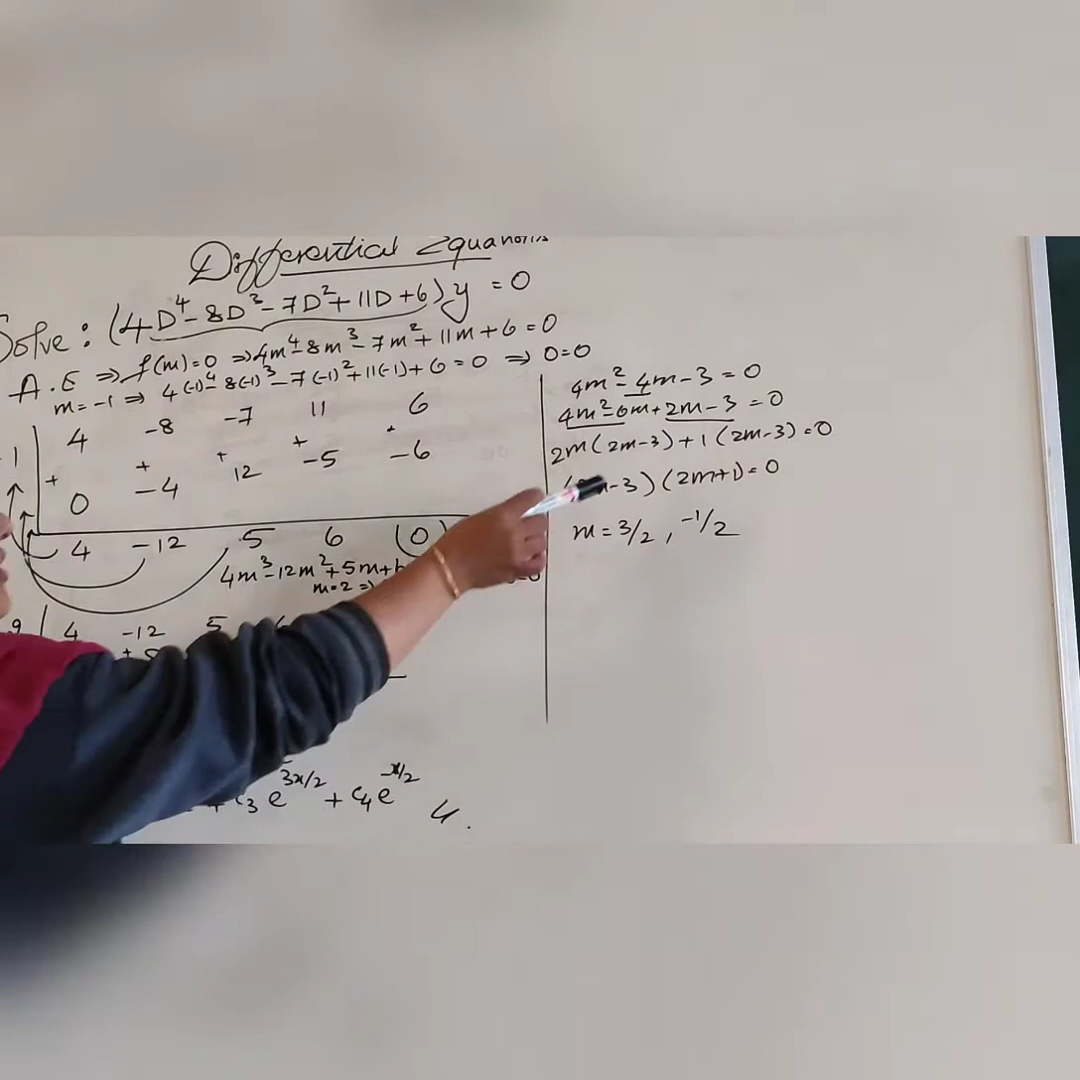 Differential Equations
Solve: (4D⁴-8D³-7D²+11D+6)y = 0
A.E ⇒ f(m)=0 ⇒ 4m⁴-8m³-7m²+11m+6=0
m=-1 ⇒ 4(-1)⁴-8(-1)³-7(-1)²+11(-1)+6=0 ⇒ 0=0
4 -8 -7 11 6
-1 + + + + +
0 -4 12 -5 -6
4 -12 5 6 (0)
4m³-12m²+5m+6
m=2 ⇒
4 -12 5
+
3e^(3x/2) + c₄e^(-x/2)
4m²-4m-3=0
4m²-6m+2m-3=0
2m(2m-3)+1(2m-3)=0
-3)(2m+1)=0
m=3/2, -1/2